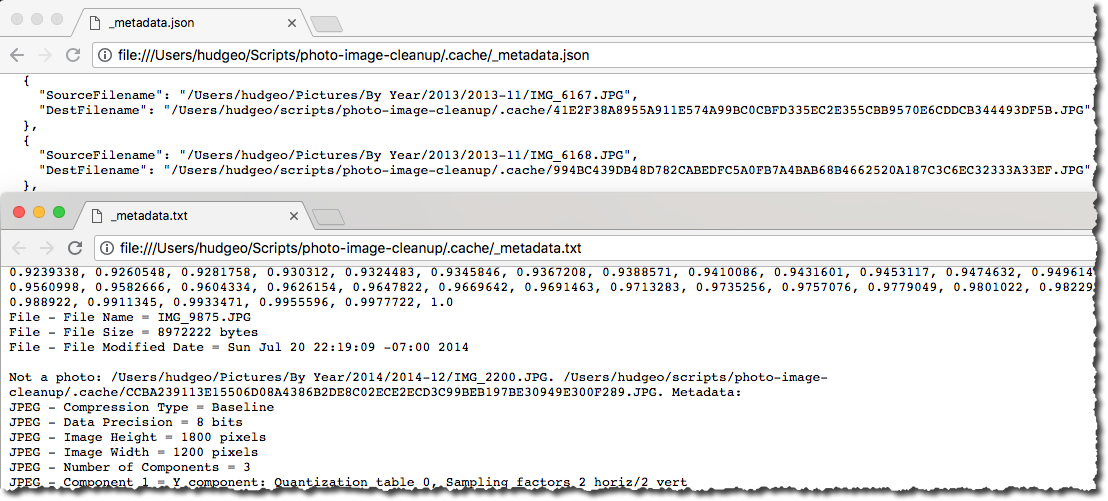 _metadata.json
file:///Users/hudgeo/Scripts/photo-image-cleanup/.cache/_metadata.json
{
"SourceFilename": "/Users/hudgeo/Pictures/By Year/2013/2013-11/IMG_6167.JPG",
"DestFilename": "/Users/hudgeo/scripts/photo-image-cleanup/.cache/41E2F38A8955A911E574A99BC0CBFD335EC2E355CBB9570E6CDDCB344493DF5B.JPG"
},
{
"SourceFilename": "/Users/hudgeo/Pictures/By Year/2013/2013-11/IMG_6168.JPG",
"DestFilename": "/Users/hudgeo/scripts/photo-image-cleanup/.cache/994BC439DB48D782CABEDFC5A0FB7A4BAB68B4662520A187C3C6EC32333A33EF.JPG"
},
_metadata.txt
file:///Users/hudgeo/Scripts/photo-image-cleanup/.cache/_metadata.txt
0.9239338, 0.9260548, 0.9281758, 0.930312, 0.9324483, 0.9345846, 0.9367208, 0.9388571, 0.9410086, 0.9431601, 0.9453117, 0.9474632,
0.9560998, 0.9582666, 0.9604334, 0.9626154, 0.9647822, 0.9669642, 0.9691463, 0.9713283, 0.9735256, 0.9757076, 0.9779049, 0.9801022,
0.988922, 0.9911345, 0.9933471, 0.9955596, 0.9977722, 1.0
File - File Name = IMG_9875.JPG
File - File Size = 8972222 bytes
File - File Modified Date = Sun Jul 20 22:19:09 -07:00 2014
Not a photo: /Users/hudgeo/Pictures/By Year/2014/2014-12/IMG_2200.JPG. /Users/hudgeo/scripts/photo-image-
cleanup/.cache/CCBA239113E15506D08A4386B2DE8C02ECE2ECD3C99BEB197BE30949E300F289.JPG. Metadata:
JPEG - Compression Type = Baseline
JPEG - Data Precision = 8 bits
JPEG - Image Height = 1800 pixels
JPEG - Image Width = 1200 pixels
JPEG - Number of Components = 3
JPEG - Component 1 = Y component: Quantization table 0, Sampling factors 2 horiz/2 vert